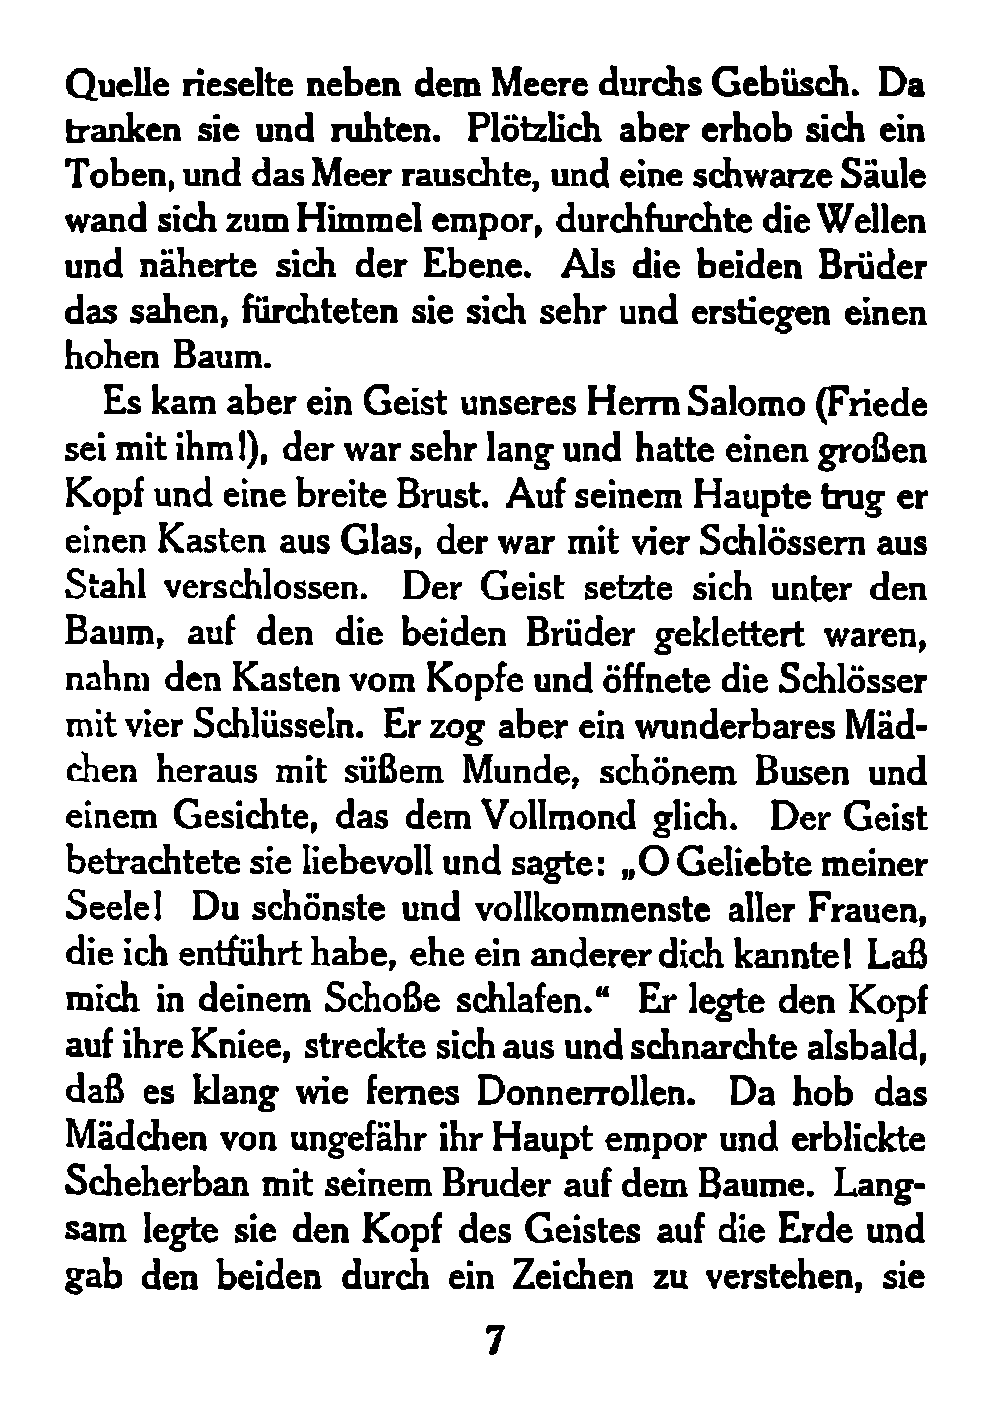 Quelle rieselte neben dem Meere durchs Gebüsch. Da
tranken sie und ruhten. Plötzlich aber erhob sich ein
Toben, und das Meer rauschte, und eine schwarze Säule
wand sich zum Himmel empor, durchfurchte die Wellen
und näherte sich der Ebene. Als die beiden Brüder
das sahen, fürchteten sie sich sehr und erstiegen einen
hohen Baum.
Es kam aber ein Geist unseres Herrn Salomo (Friede
sei mit ihm!), der war sehr lang und hatte einen großen
Kopf und eine breite Brust. Auf seinem Haupte trug er
einen Kasten aus Glas, der war mit vier Schlössern aus
Stahl verschlossen. Der Geist setzte sich unter den
Baum, auf den die beiden Brüder geklettert waren,
nahm den Kasten vom Kopfe und öffnete die Schlösser
mit vier Schlüsseln. Er zog aber ein wunderbares Mäd-
chen heraus mit süßem Munde, schönem Busen und
einem Gesichte, das dem Vollmond glich. Der Geist
betrachtete sie liebevoll und sagte: „O Geliebte meiner
Seele! Du schönste und vollkommenste aller Frauen,
die ich entführt habe, ehe ein anderer dich kannte! Laß
mich in deinem Schoße schlafen.“ Er legte den Kopf
auf ihre Kniee, streckte sich aus und schnarchte alsbald,
daß es klang wie fernes Donnerrollen. Da hob das
Mädchen von ungefähr ihr Haupt empor und erblickte
Scheherban mit seinem Bruder auf dem Baume. Lang-
sam legte sie den Kopf des Geistes auf die Erde und
gab den beiden durch ein Zeichen zu verstehen, sie
7